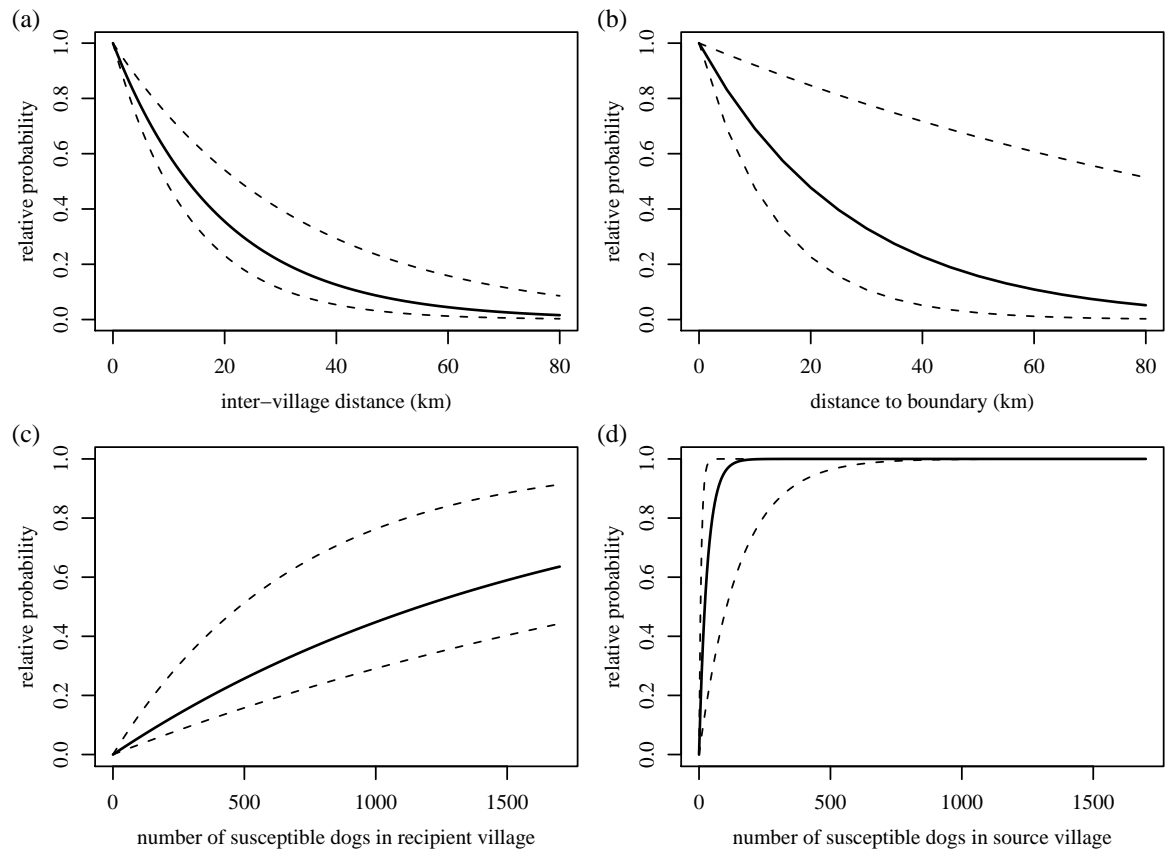 (a)
relative probability
1.0
0.8
0.6
0.4
0.2
0.0
0 20 40 60 80
inter−village distance (km)
(b)
relative probability
1.0
0.8
0.6
0.4
0.2
0.0
0 20 40 60 80
distance to boundary (km)
(c)
relative probability
1.0
0.8
0.6
0.4
0.2
0.0
0 500 1000 1500
number of susceptible dogs in recipient village
(d)
relative probability
1.0
0.8
0.6
0.4
0.2
0.0
0 500 1000 1500
number of susceptible dogs in source village